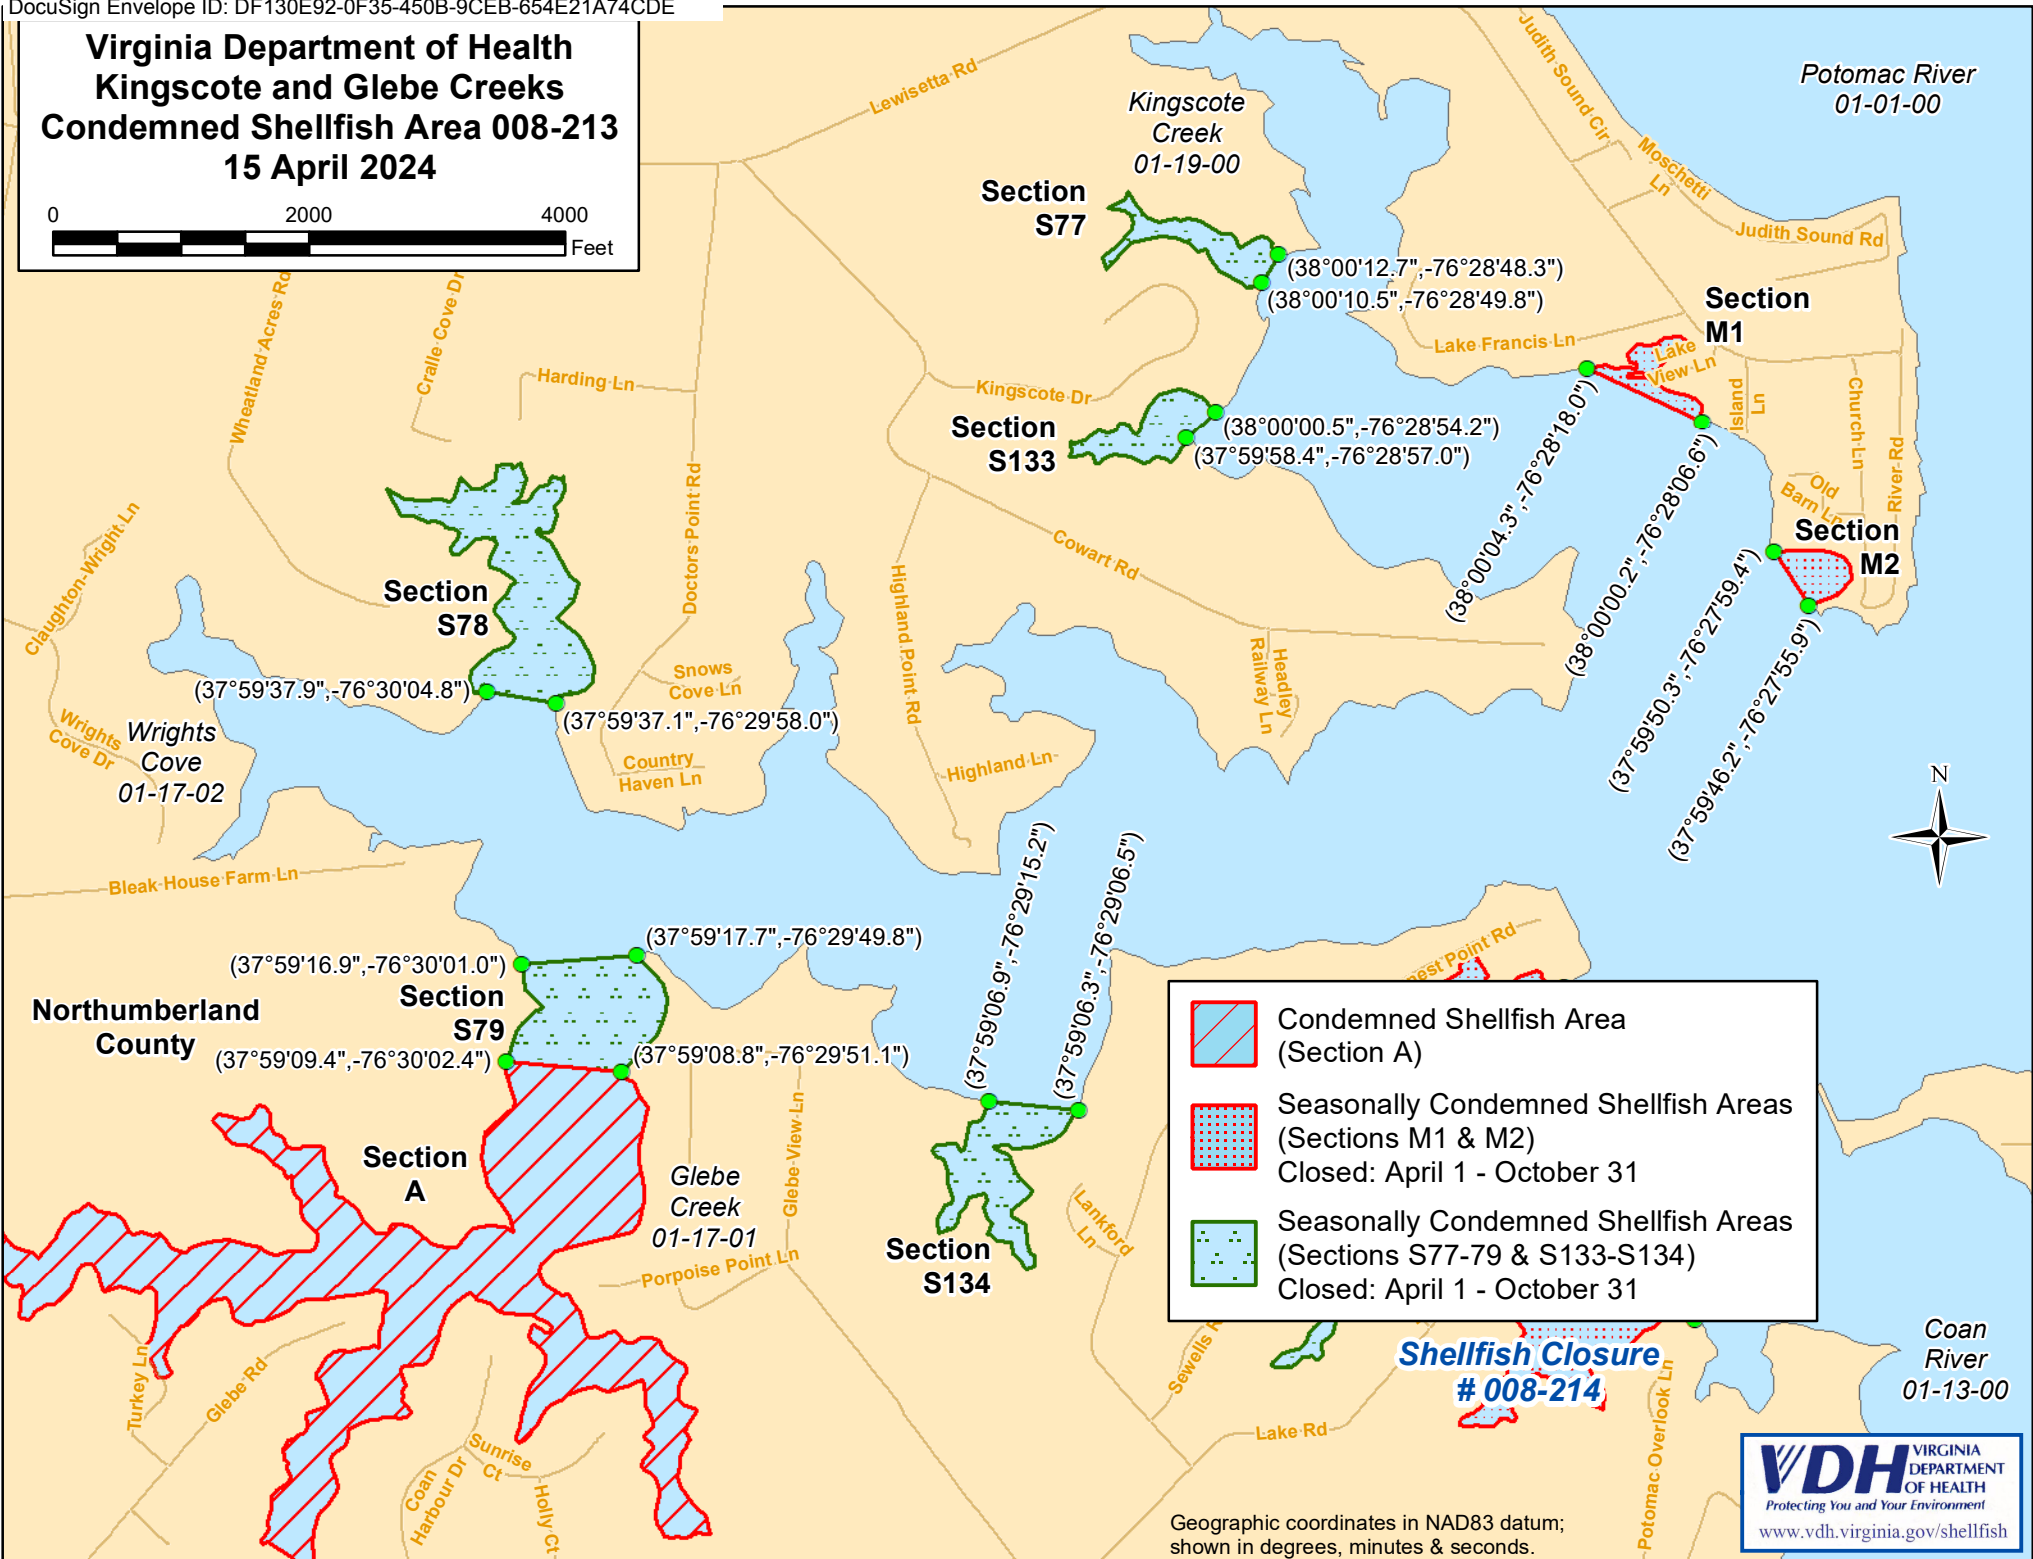 DocuSign Envelope ID: DF130E92-0F35-450B-9CEB-654E21A74CDE
Virginia Department of Health
Kingscote and Glebe Creeks
Condemned Shellfish Area 008-213
15 April 2024
0 2000 4000
Feet
Lewisetta Rd
Judith Sound Cir
Potomac River
01-01-00
Kingscote
Creek
01-19-00
Moschetti
Ln
Section
S77
Judith Sound Rd
(38°00'12.7",-76°28'48.3")
(38°00'10.5",-76°28'49.8")
Section
M1
Wheatland Acres Rd
Cralle Cove Dr
Harding Ln
Lake Francis Ln
Lake
View Ln
Kingscote Dr
Island
Ln
Church Ln
River Rd
Section
S133
(38°00'00.5",-76°28'54.2")
(37°59'58.4",-76°28'57.0")
(38°00'04.3",-76°28'18.0")
(38°00'00.2",-76°28'06.6")
Old
Barn Ln
Section
M2
(37°59'50.3",-76°27'59.4")
(37°59'46.2",-76°27'55.9")
Claughton-Wright Ln
Doctors Point Rd
Cowart Rd
Section
S78
Highland Point Rd
Headley
Railway Ln
Snows
Cove Ln
(37°59'37.9",-76°30'04.8")
(37°59'37.1",-76°29'58.0")
Wrights
Cove Dr
Wrights
Cove
01-17-02
Country
Haven Ln
Highland Ln
N
Bleak House Farm Ln
(37°59'06.9",-76°29'15.2")
(37°59'06.3",-76°29'06.5")
(37°59'17.7",-76°29'49.8")
(37°59'16.9",-76°30'01.0")
Section
S79
Northumberland
County
(37°59'09.4",-76°30'02.4")
(37°59'08.8",-76°29'51.1")
nest Point Rd
Condemned Shellfish Area
(Section A)
Seasonally Condemned Shellfish Areas
(Sections M1 & M2)
Closed: April 1 - October 31
Seasonally Condemned Shellfish Areas
(Sections S77-79 & S133-S134)
Closed: April 1 - October 31
Section
A
Glebe
Creek
01-17-01
Glebe View Ln
Porpoise Point Ln
Section
S134
Lankford
Ln
Sewells R
Shellfish Closure
# 008-214
Coan
River
01-13-00
Turkey Ln
Glebe Rd
Sunrise
Ct
Coan
Harbour Dr
Holly Ct
Lake Rd
Potomac Overlook Ln
Geographic coordinates in NAD83 datum;
shown in degrees, minutes & seconds.
VDH VIRGINIA
DEPARTMENT
OF HEALTH
Protecting You and Your Environment
www.vdh.virginia.gov/shellfish